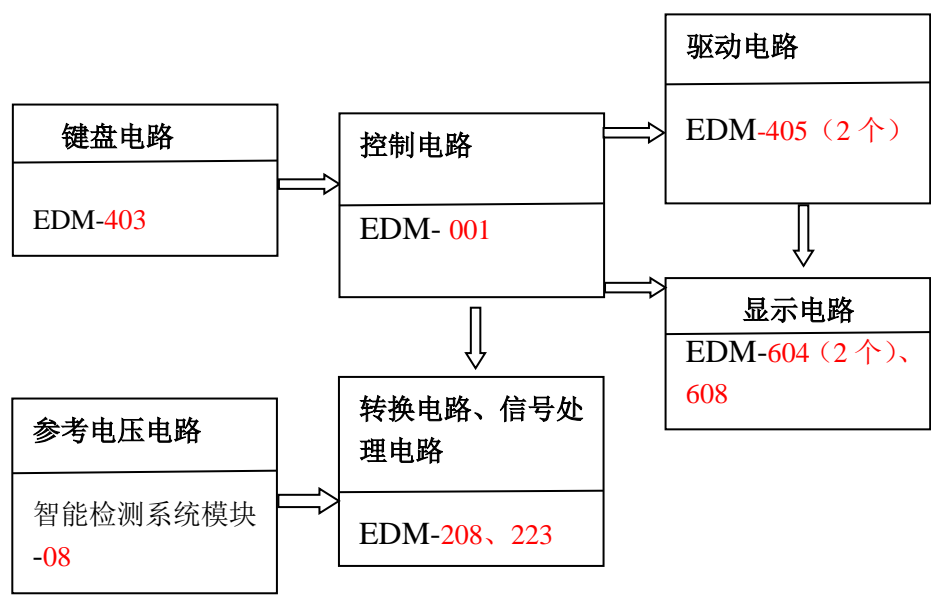 键盘电路
EDM-403
控制电路
EDM- 001
驱动电路
EDM-405（2 个）
显示电路
EDM-604（2 个）、
608
参考电压电路
智能检测系统模块
-08
转换电路、信号处
理电路
EDM-208、223